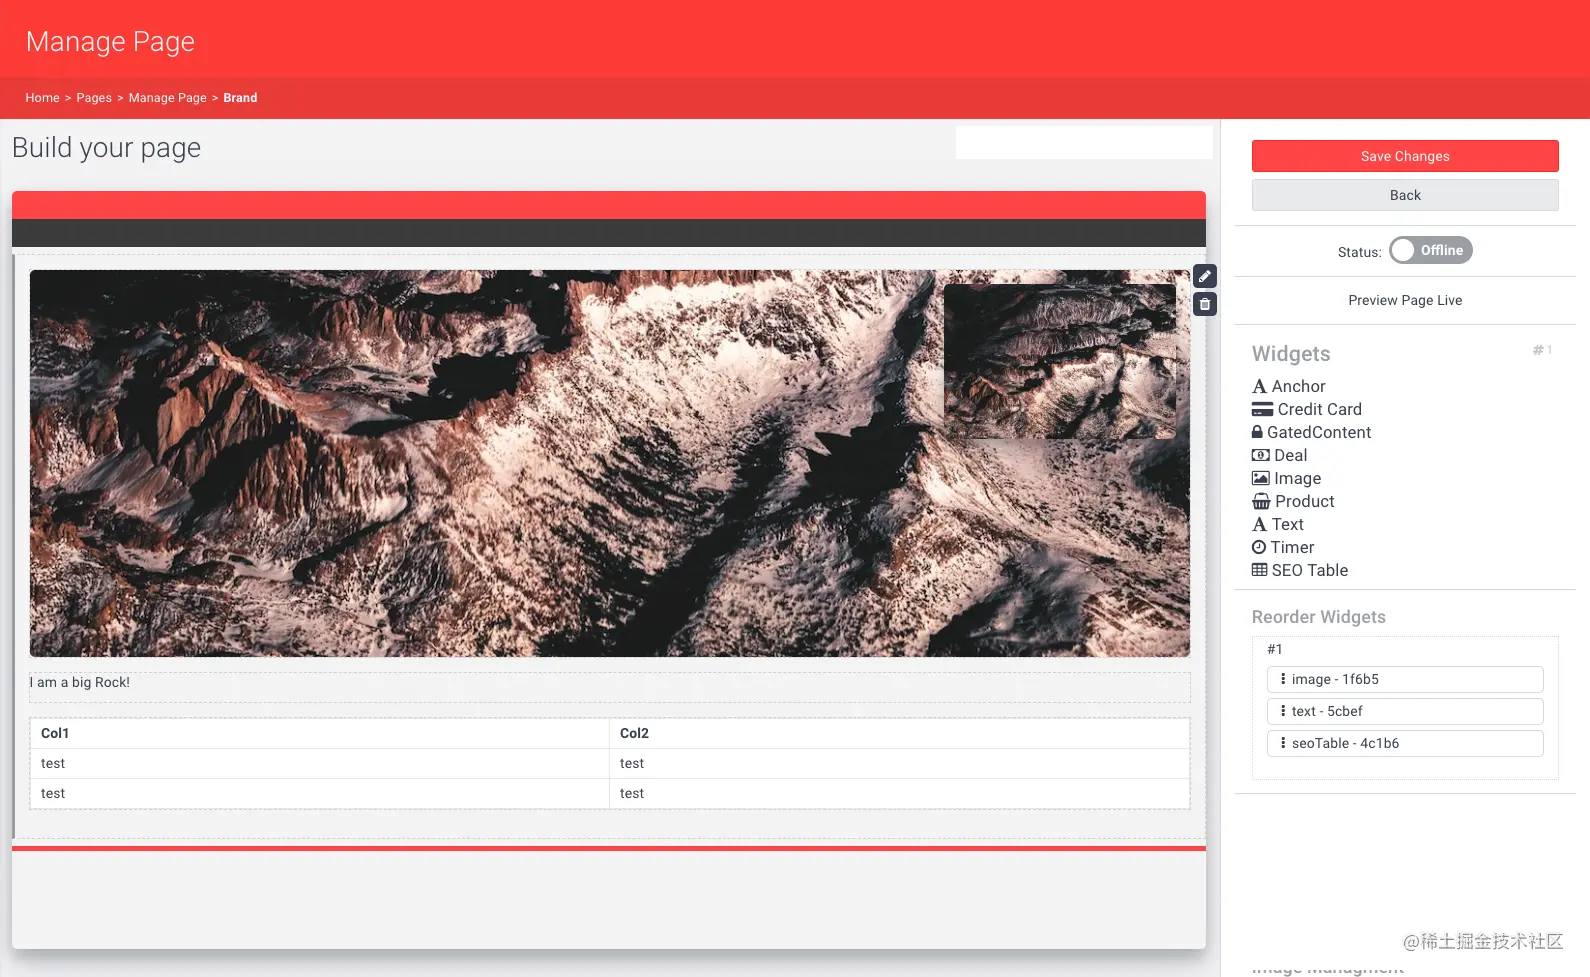 Manage Page
Home > Pages > Manage Page > Brand
Build your page
I am a big Rock!
Col1 Col2
test test
test test
Save Changes
Back
Status: Offline
Preview Page Live
Widgets # 1
Anchor
Credit Card
GatedContent
Deal
Image
Product
Text
Timer
SEO Table
Reorder Widgets
#1
image - 1f6b5
text - 5cbef
seoTable - 4c1b6
@稀土掘金技术社区
Image Managment